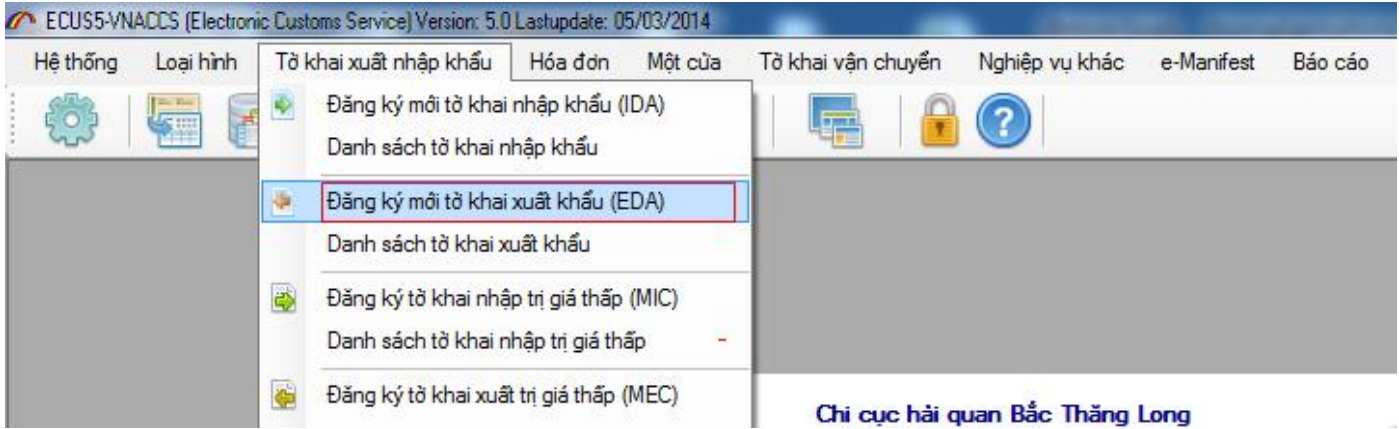 ECUS5-VNACCS (Electronic Customs Service) Version: 5.0 Lastupdate: 05/03/2014
Hệ thống Loại hình Tờ khai xuất nhập khẩu Hóa đơn Một cửa Tờ khai vận chuyển Nghiệp vụ khác e-Manifest Báo cáo
Đăng ký mới tờ khai nhập khẩu (IDA)
Danh sách tờ khai nhập khẩu
Đăng ký mới tờ khai xuất khẩu (EDA)
Danh sách tờ khai xuất khẩu
Đăng ký tờ khai nhập trị giá thấp (MIC)
Danh sách tờ khai nhập trị giá thấp
Đăng ký tờ khai xuất trị giá thấp (MEC)
Chi cục hải quan Bắc Thăng Long